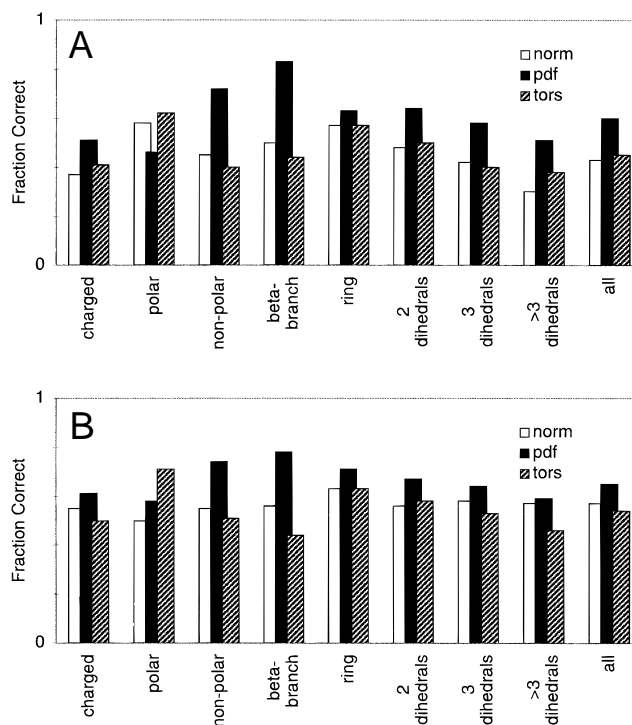 A
1
norm
pdf
tors
Fraction Correct
0
charged
polar
non-polar
beta-
branch
ring
2
dihedrals
3
dihedrals
>3
dihedrals
all
B
1
norm
pdf
tors
Fraction Correct
0
charged
polar
non-polar
beta-
branch
ring
2
dihedrals
3
dihedrals
>3
dihedrals
all